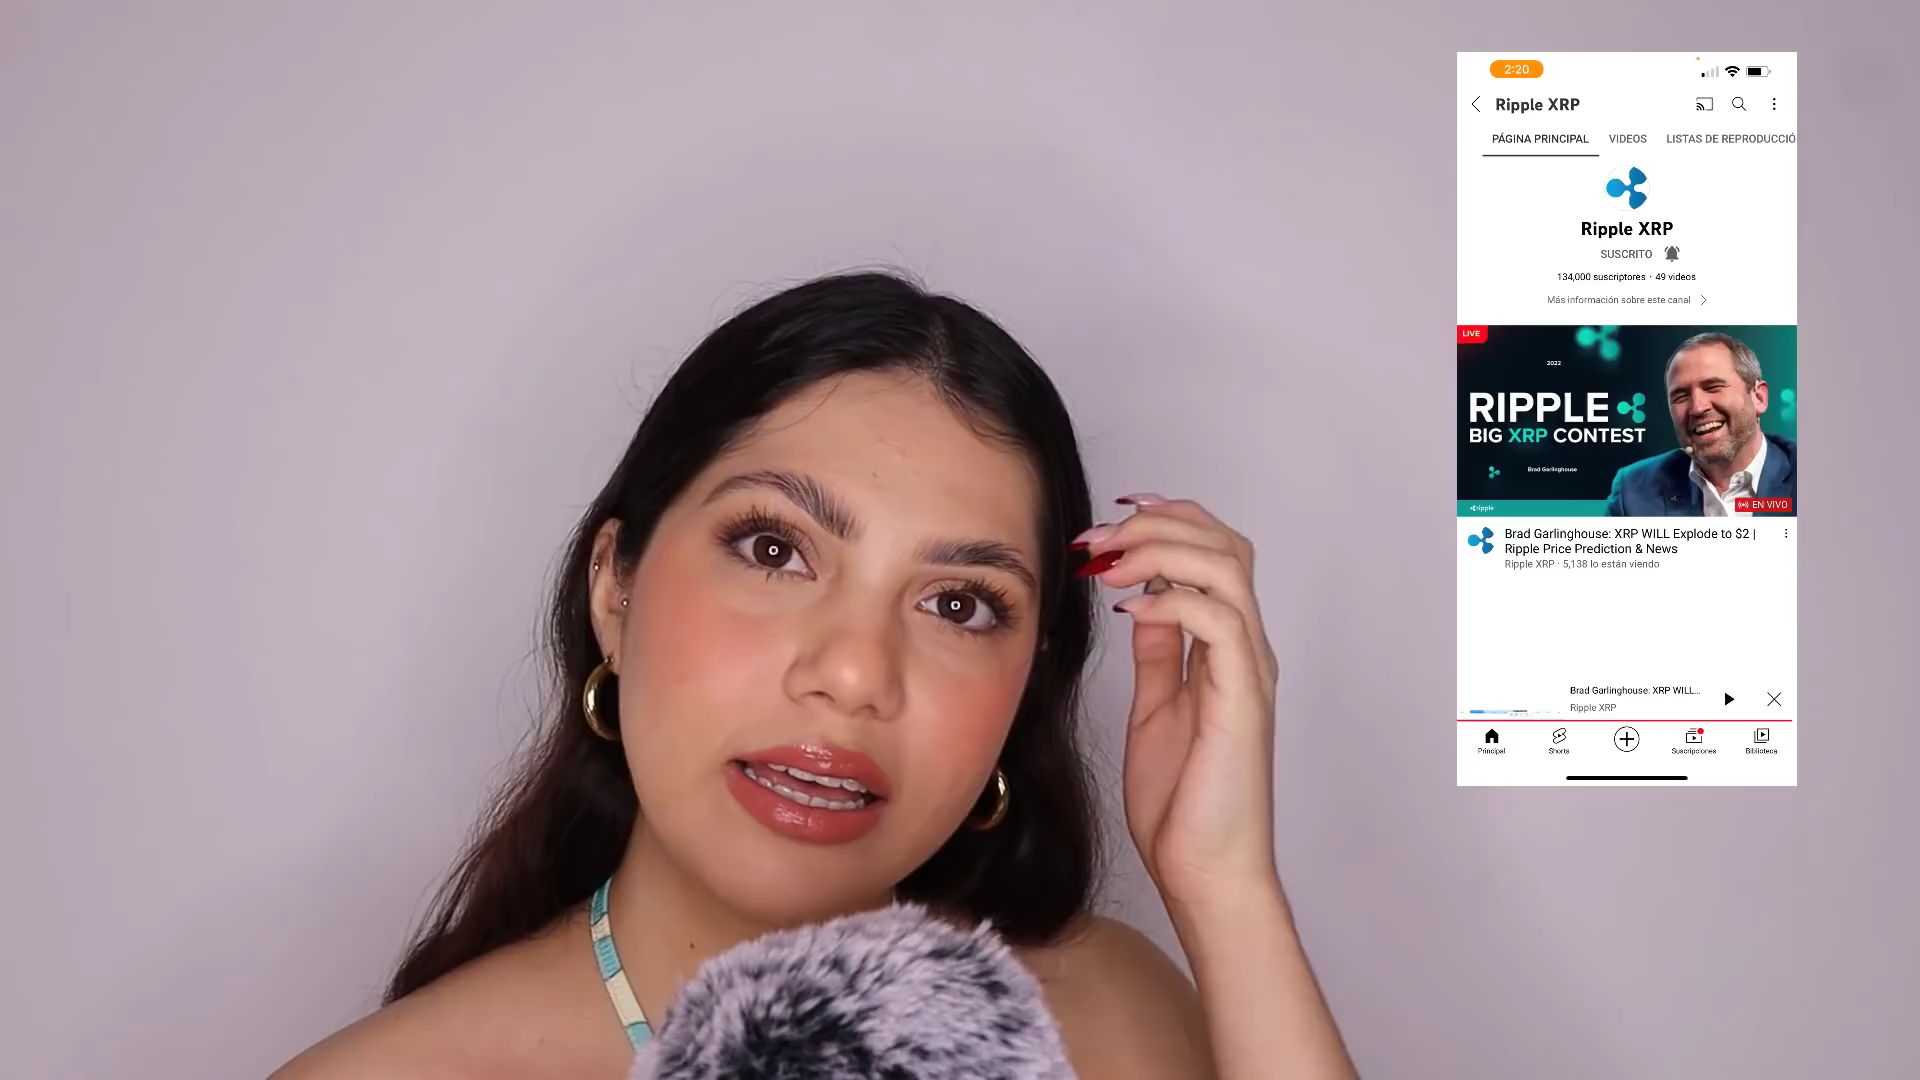 2:20
Ripple XRP
PÁGINA PRINCIPAL VIDEOS LISTAS DE REPRODUCCIÓ
Ripple XRP
SUSCRITO
134,000 suscriptores · 49 videos
Más información sobre este canal
LIVE
2022
RIPPLE
BIG XRP CONTEST
Brad Garlinghouse
ripple
EN VIVO
Brad Garlinghouse: XRP WILL Explode to $2 |
Ripple Price Prediction & News
Ripple XRP · 5,138 lo están viendo
Brad Garlinghouse: XRP WILL...
Ripple XRP
Principal Shorts Suscripciones Biblioteca